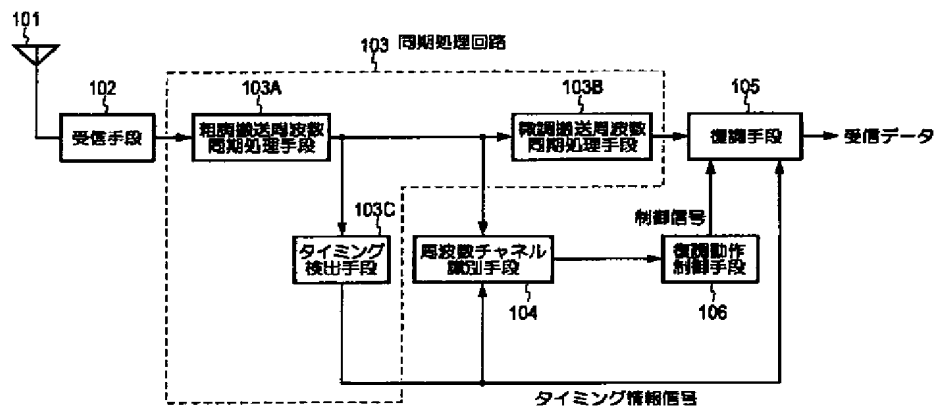 101
103 同期処理回路
102
受信手段
103A
粗調搬送周波数
同期処理手段
103B
微調搬送周波数
同期処理手段
105
復調手段
受信データ
制御信号
103C
タイミング
検出手段
周波数チャネル
識別手段
104
復調動作
制御手段
106
タイミング情報信号